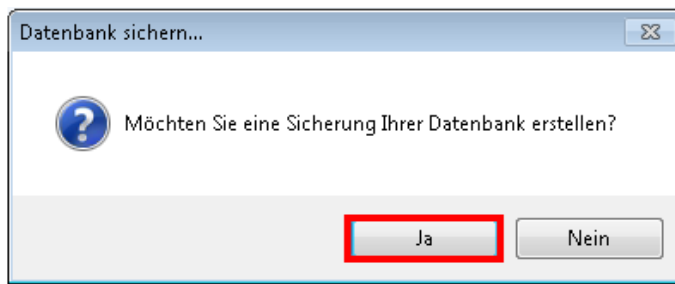 Datenbank sichern...
Möchten Sie eine Sicherung Ihrer Datenbank erstellen?
Ja Nein